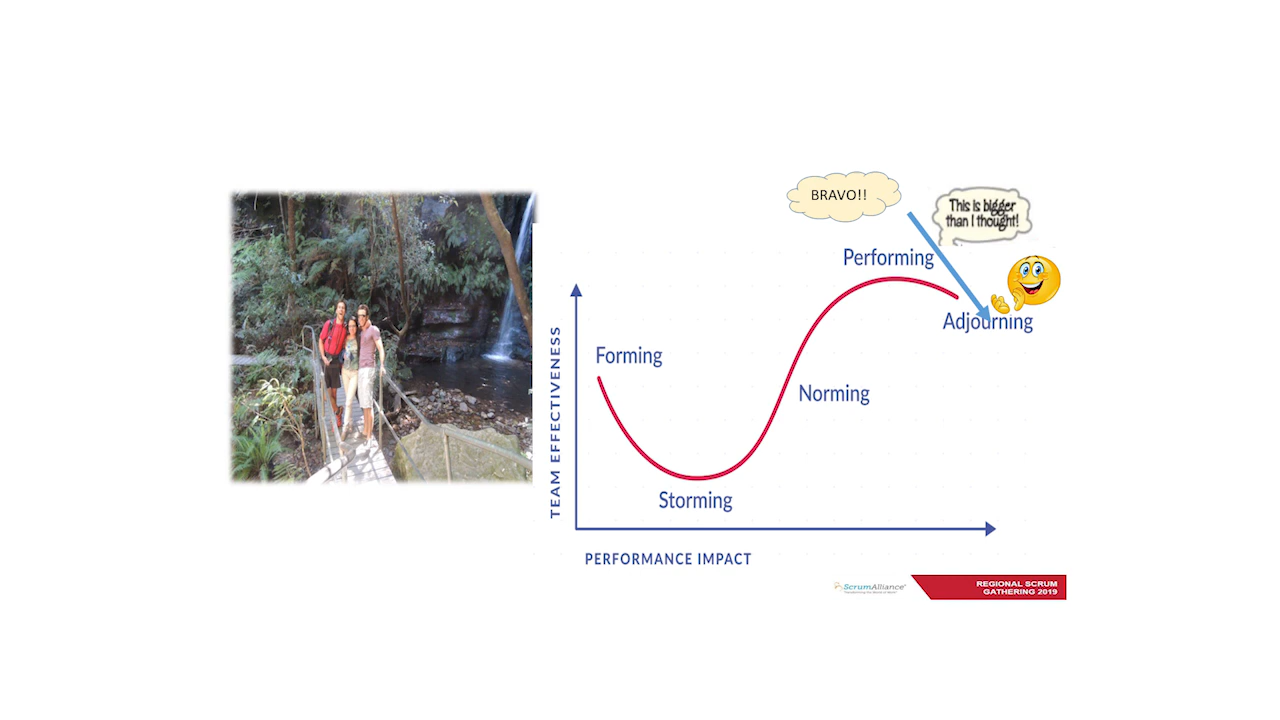 BRAVO!!
This is bigger
than I thought!
Performing
Adjourning
Forming
Norming
Storming
TEAM EFFECTIVENESS
PERFORMANCE IMPACT
ScrumAlliance
REGIONAL SCRUM
GATHERING 2019